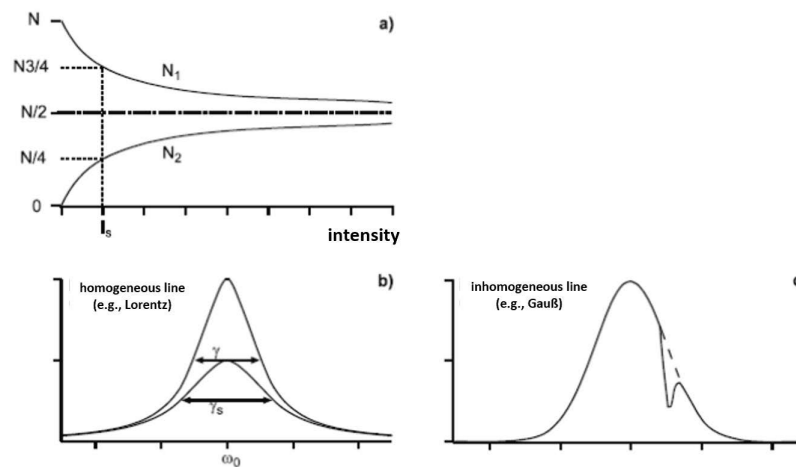 N
a)
N3/4
N₁
N/2
N/4
N₂
0
Iₛ
intensity
b)
homogeneous line
(e.g., Lorentz)
γ
γₛ
ω₀
inhomogeneous line
(e.g., Gauß)